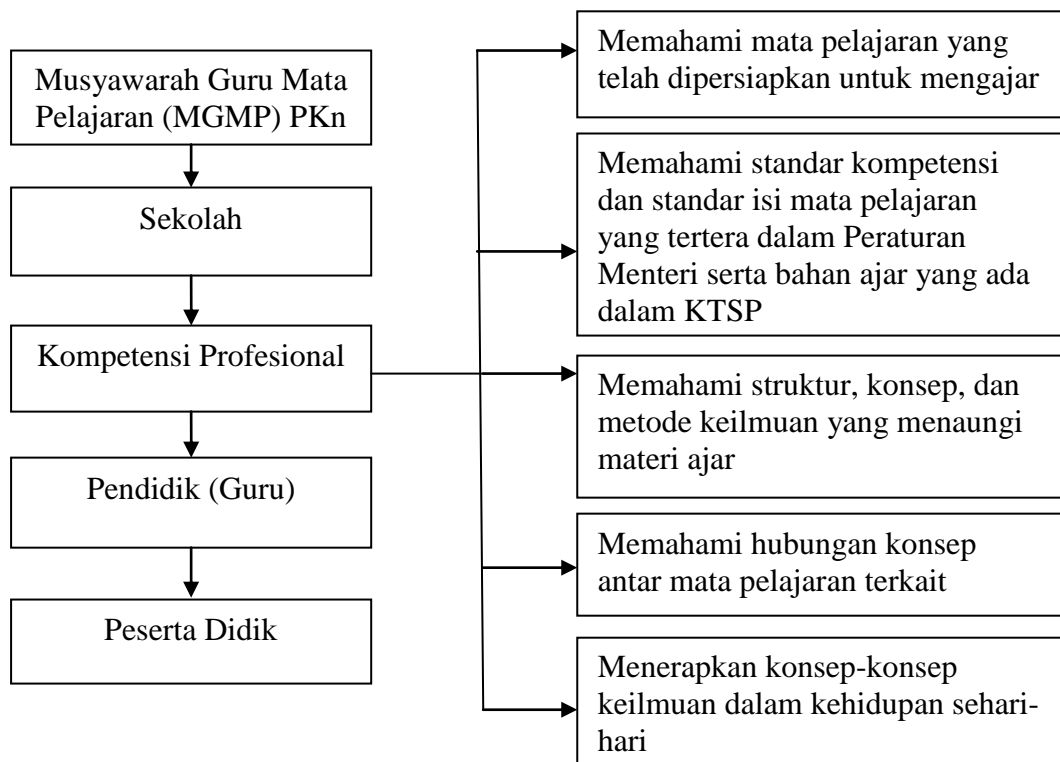 Musyawarah Guru Mata
Pelajaran (MGMP) PKn
Sekolah
Kompetensi Profesional
Pendidik (Guru)
Peserta Didik
Memahami mata pelajaran yang
telah dipersiapkan untuk mengajar
Memahami standar kompetensi
dan standar isi mata pelajaran
yang tertera dalam Peraturan
Menteri serta bahan ajar yang ada
dalam KTSP
Memahami struktur, konsep, dan
metode keilmuan yang menaungi
materi ajar
Memahami hubungan konsep
antar mata pelajaran terkait
Menerapkan konsep-konsep
keilmuan dalam kehidupan sehari-
hari